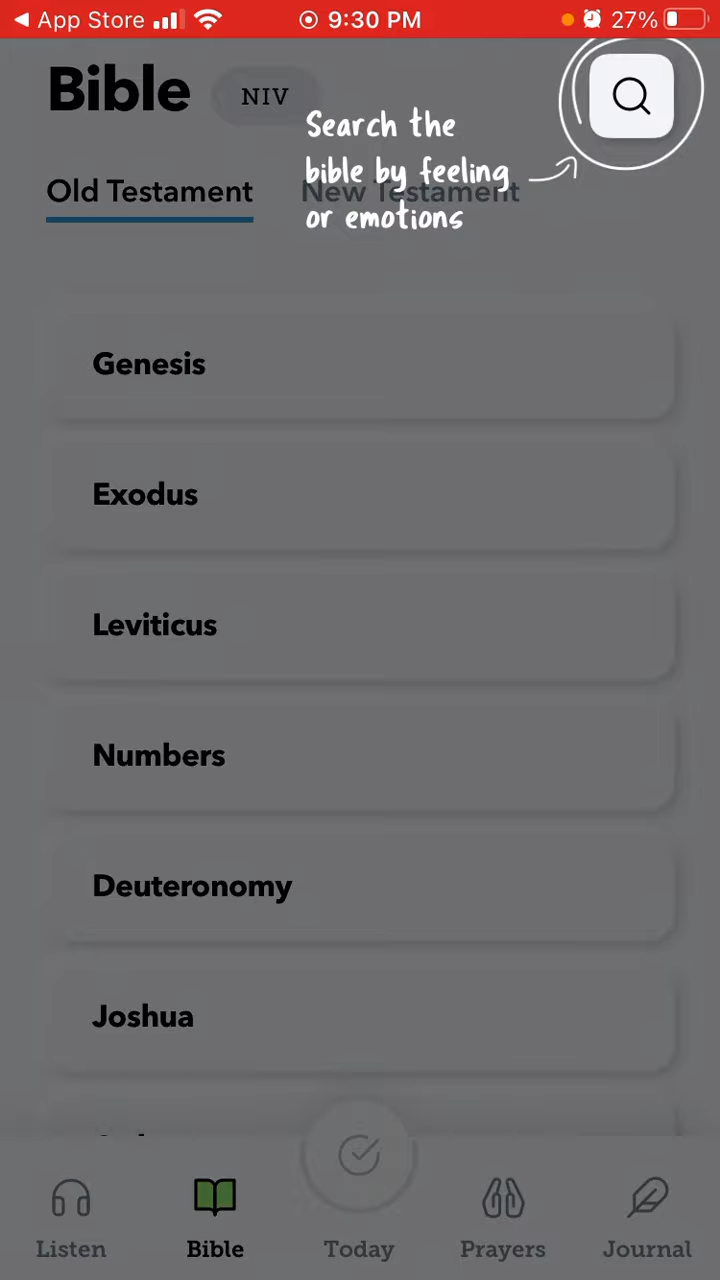 App Store 9:30 PM 27%
Bible NIV
Search the
bible by feeling
or emotions
Old Testament New Testament
Genesis
Exodus
Leviticus
Numbers
Deuteronomy
Joshua
Listen Bible Today Prayers Journal